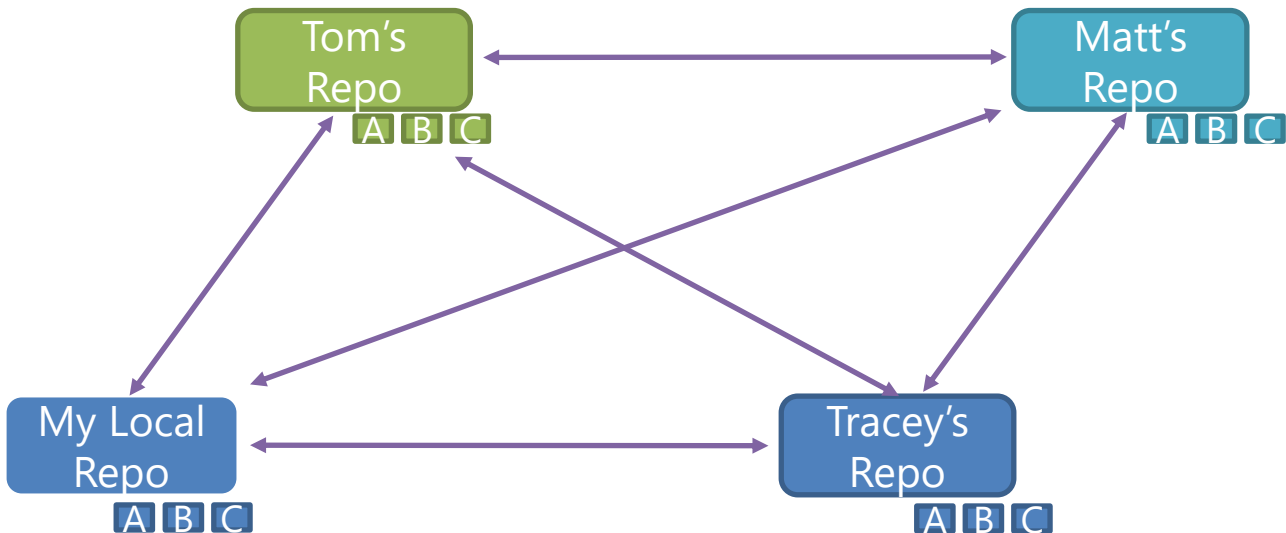 Tom’s
Repo
A B C
Matt’s
Repo
A B C
My Local
Repo
A B C
Tracey’s
Repo
A B C